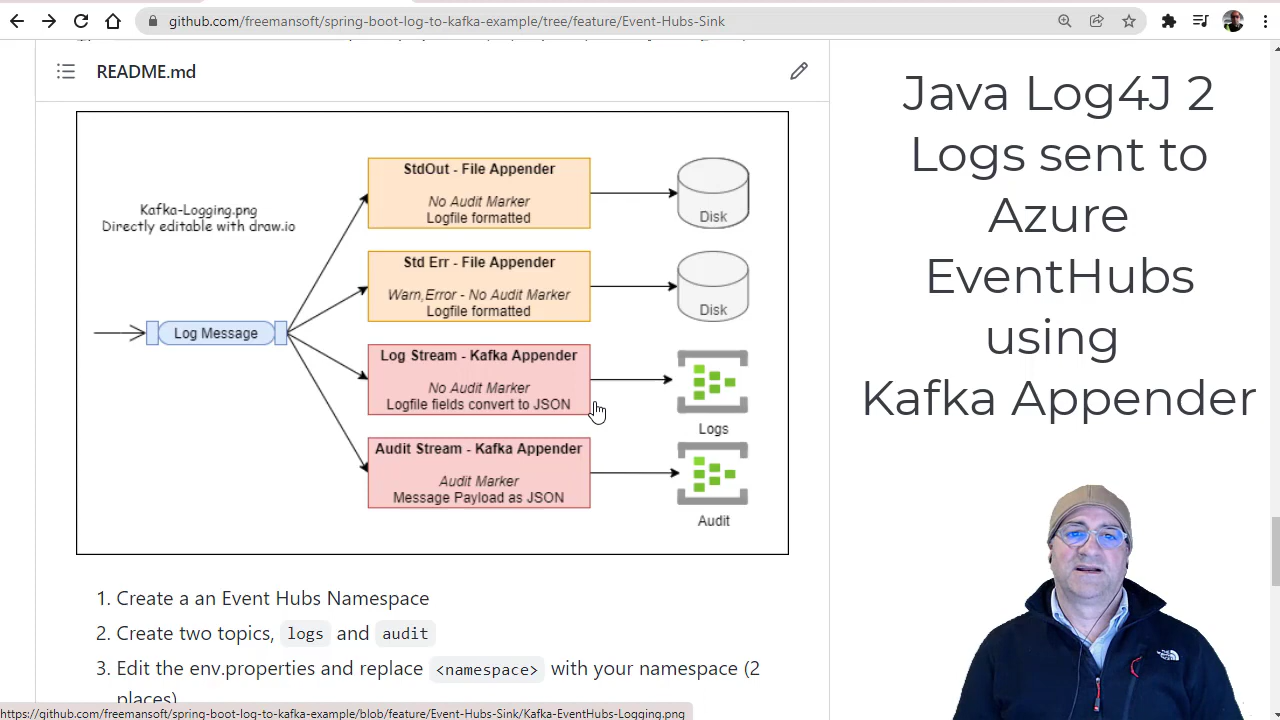 github.com/freemansoft/spring-boot-log-to-kafka-example/tree/feature/Event-Hubs-Sink
README.md
Kafka-Logging.png
Directly editable with draw.io
Log Message
StdOut - File Appender
No Audit Marker
Logfile formatted
Disk
Std Err - File Appender
Warn,Error - No Audit Marker
Logfile formatted
Disk
Log Stream - Kafka Appender
No Audit Marker
Logfile fields convert to JSON
Logs
Audit Stream - Kafka Appender
Audit Marker
Message Payload as JSON
Audit
1. Create a an Event Hubs Namespace
2. Create two topics, logs and audit
3. Edit the env.properties and replace <namespace> with your namespace (2
places)
https://github.com/freemansoft/spring-boot-log-to-kafka-example/blob/feature/Event-Hubs-Sink/Kafka-EventHubs-Logging.png
Java Log4J 2
Logs sent to
Azure
EventHubs
using
Kafka Appender